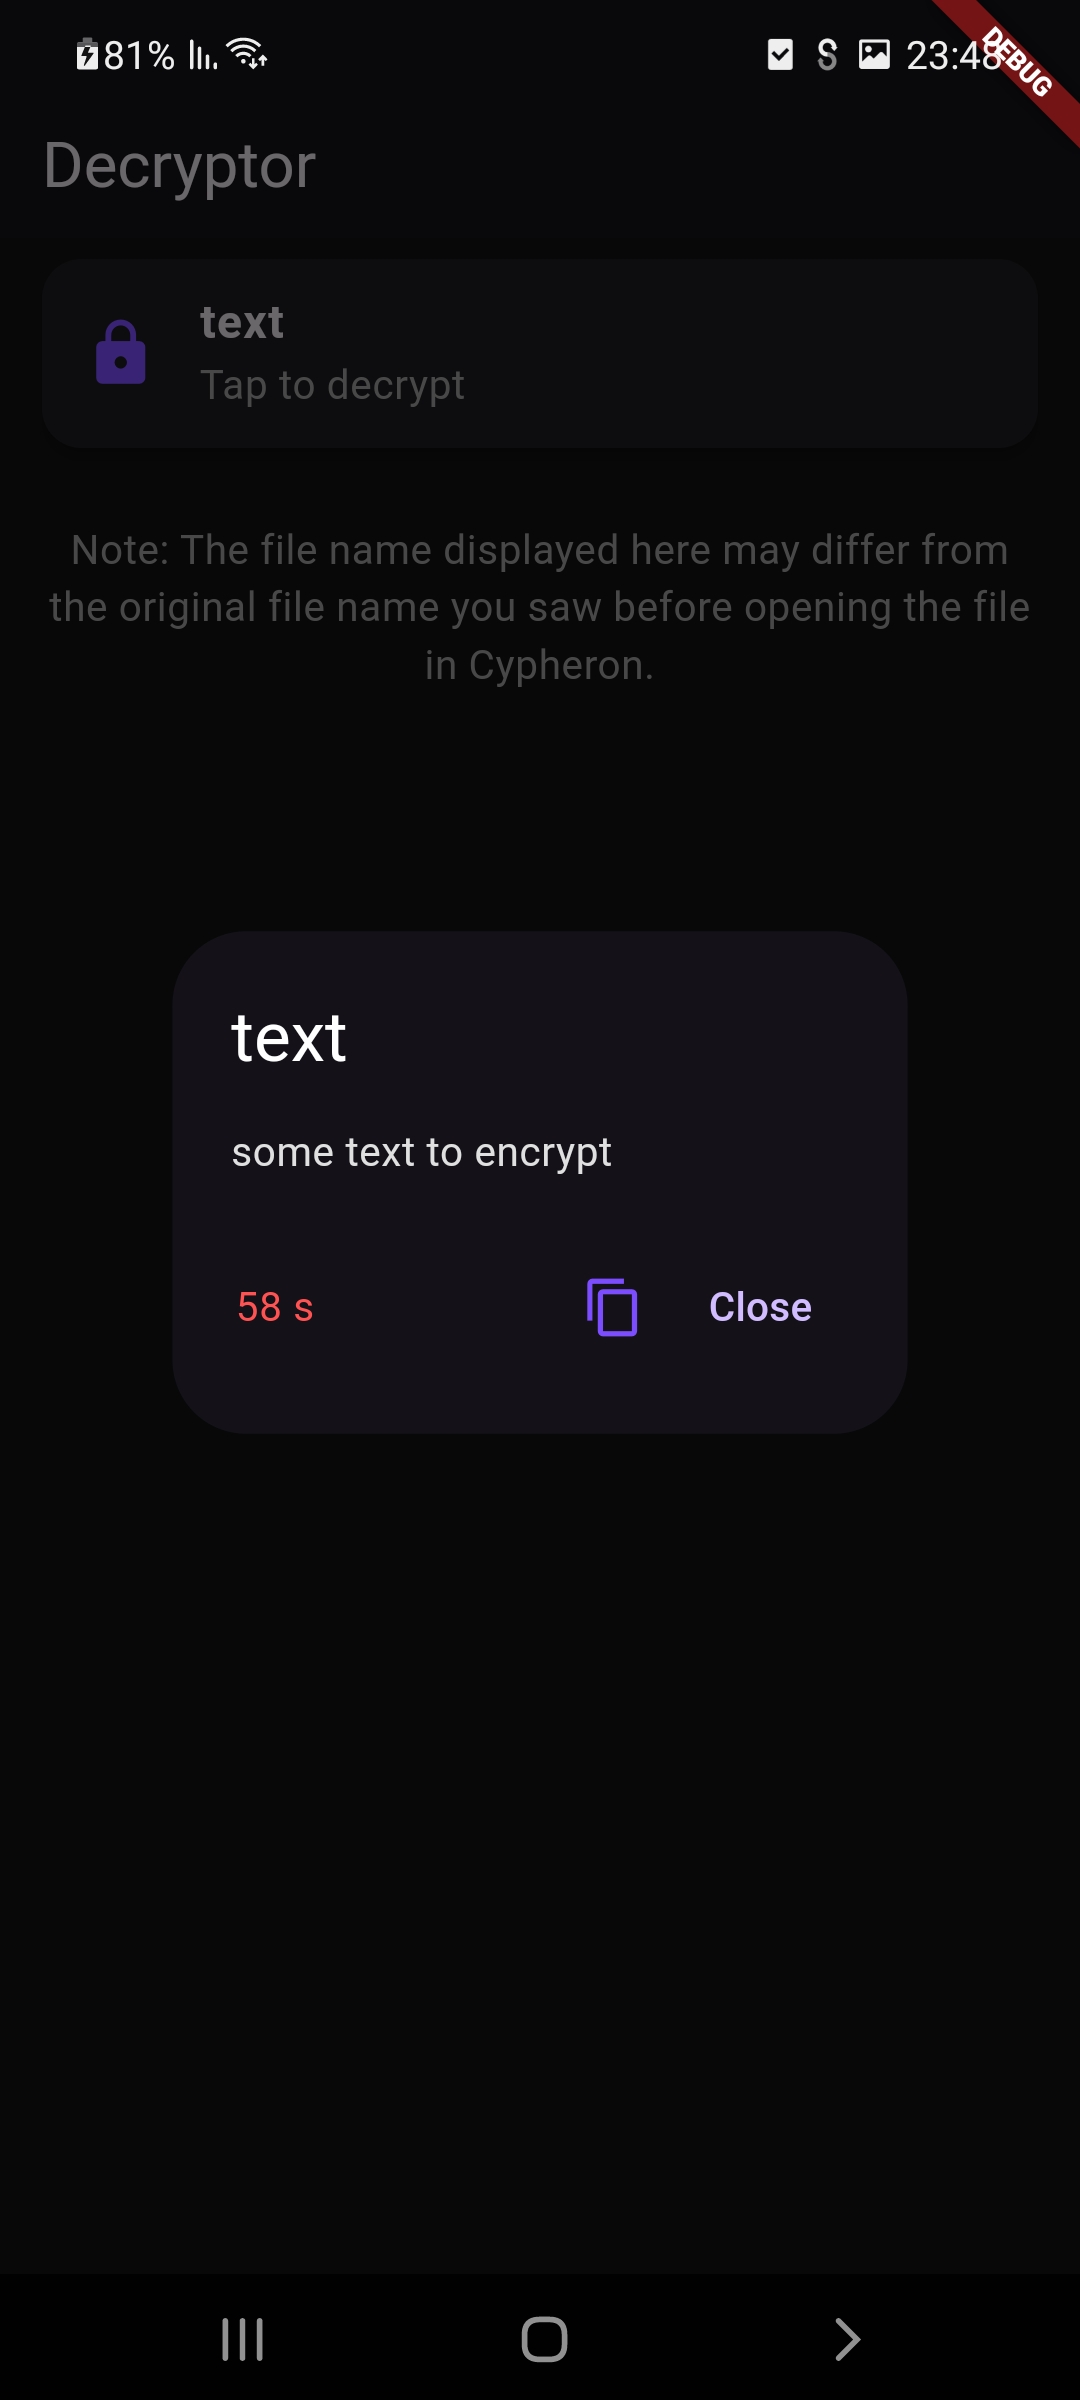 81%
23:48
DEBUG
Decryptor
text
Tap to decrypt
Note: The file name displayed here may differ from
the original file name you saw before opening the file
in Cypheron.
text
some text to encrypt
58 s
Close